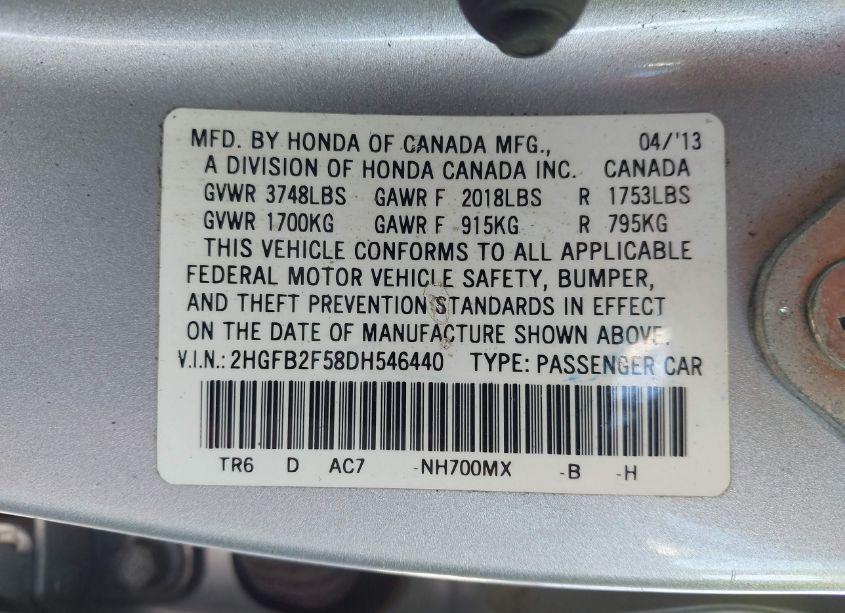 MFD. BY HONDA OF CANADA MFG., 04/'13
A DIVISION OF HONDA CANADA INC. CANADA
GVWR 3748LBS GAWR F 2018LBS R 1753LBS
GVWR 1700KG GAWR F 915KG R 795KG
THIS VEHICLE CONFORMS TO ALL APPLICABLE
FEDERAL MOTOR VEHICLE SAFETY, BUMPER,
AND THEFT PREVENTION STANDARDS IN EFFECT
ON THE DATE OF MANUFACTURE SHOWN ABOVE.
V.I.N.: 2HGFB2F58DH546440 TYPE: PASSENGER CAR
TR6 D AC7 -NH700MX -B -H